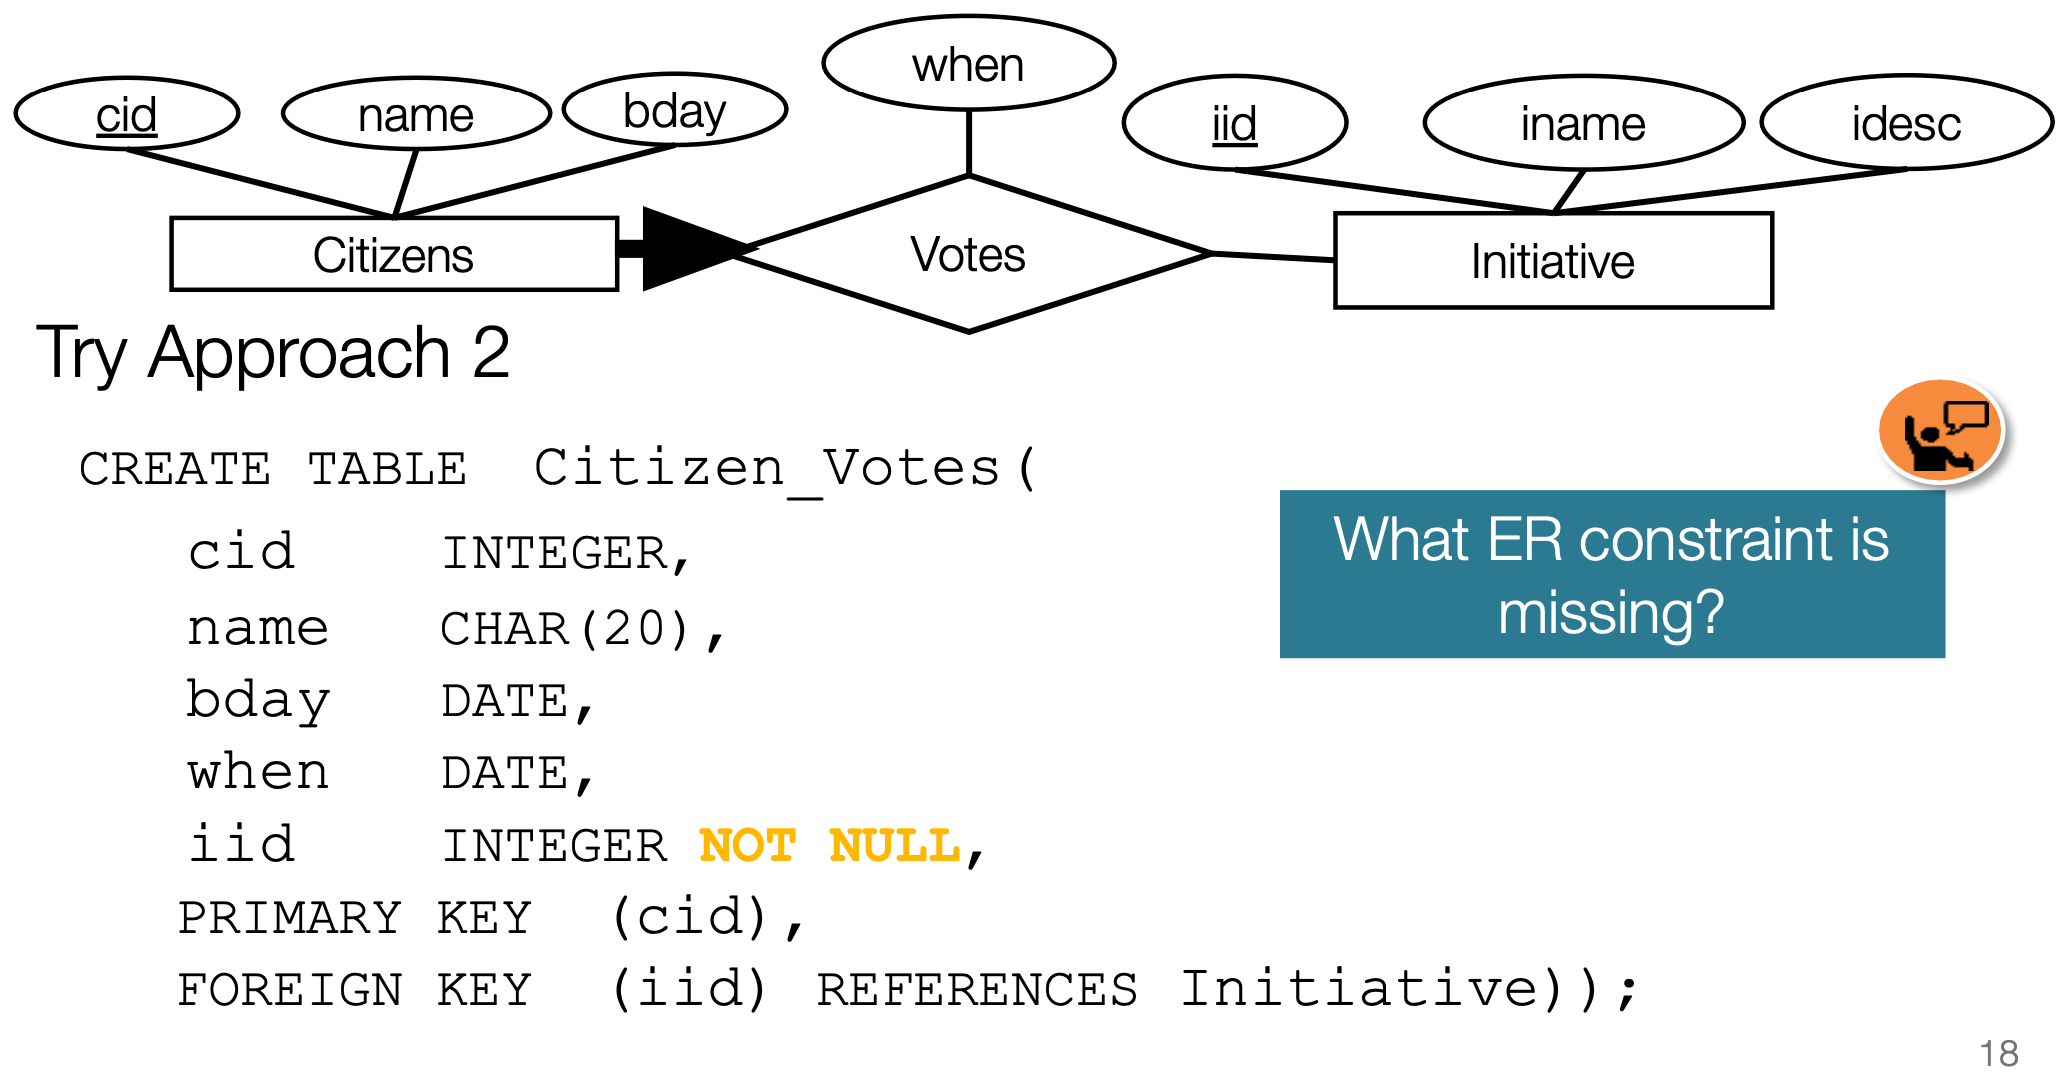 cid
name
bday
when
iid
iname
idesc
Citizens
Votes
Initiative
Try Approach 2
CREATE TABLE Citizen_Votes(
cid INTEGER,
name CHAR(20),
bday DATE,
when DATE,
iid INTEGER NOT NULL,
PRIMARY KEY (cid),
FOREIGN KEY (iid) REFERENCES Initiative));
What ER constraint is
missing?
18